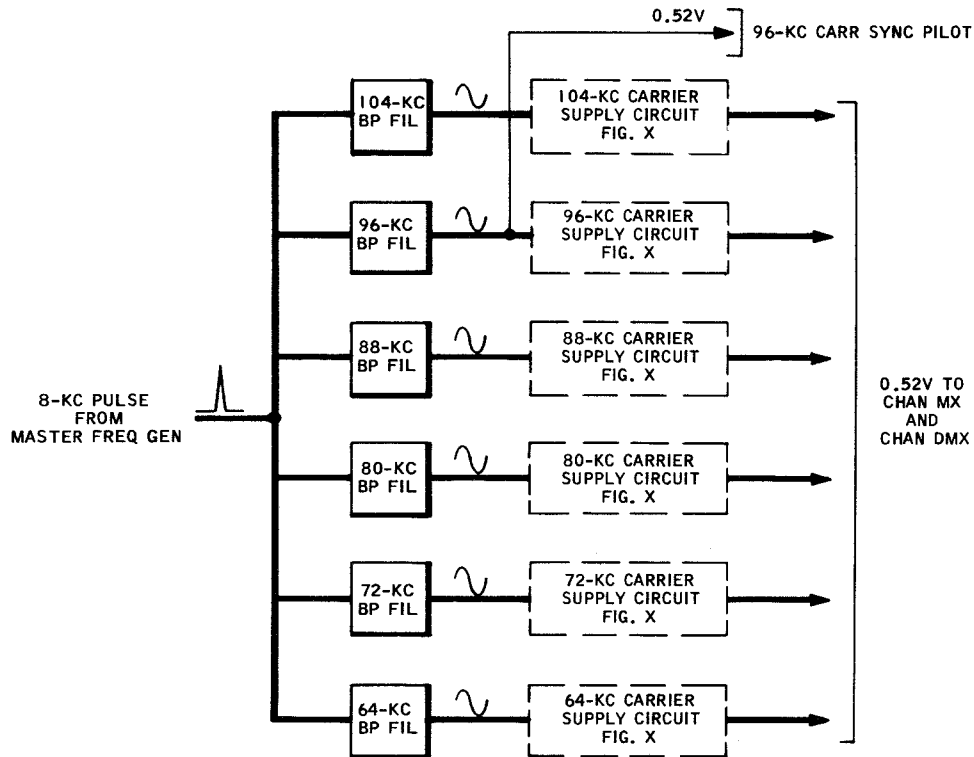 0.52V
96-KC CARR SYNC PILOT
104-KC
BP FIL
104-KC CARRIER
SUPPLY CIRCUIT
FIG. X
96-KC
BP FIL
96-KC CARRIER
SUPPLY CIRCUIT
FIG. X
88-KC
BP FIL
88-KC CARRIER
SUPPLY CIRCUIT
FIG. X
8-KC PULSE
FROM
MASTER FREQ GEN
0.52V TO
CHAN MX
AND
CHAN DMX
80-KC
BP FIL
80-KC CARRIER
SUPPLY CIRCUIT
FIG. X
72-KC
BP FIL
72-KC CARRIER
SUPPLY CIRCUIT
FIG. X
64-KC
BP FIL
64-KC CARRIER
SUPPLY CIRCUIT
FIG. X